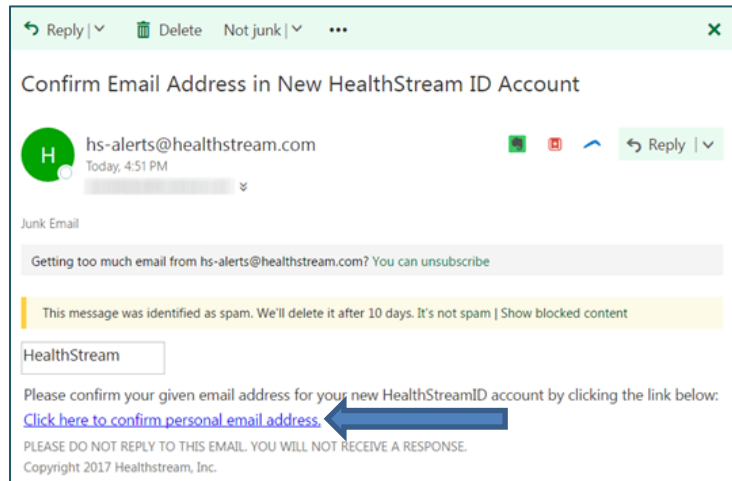 Reply | Delete Not junk | •••
Confirm Email Address in New HealthStream ID Account
H
hs-alerts@healthstream.com
Reply |
Today, 4:51 PM
Junk Email
Getting too much email from hs-alerts@healthstream.com? You can unsubscribe
This message was identified as spam. We'll delete it after 10 days. It's not spam | Show blocked content
HealthStream
Please confirm your given email address for your new HealthStreamID account by clicking the link below:
Click here to confirm personal email address.
PLEASE DO NOT REPLY TO THIS EMAIL. YOU WILL NOT RECEIVE A RESPONSE.
Copyright 2017 Healthstream, Inc.